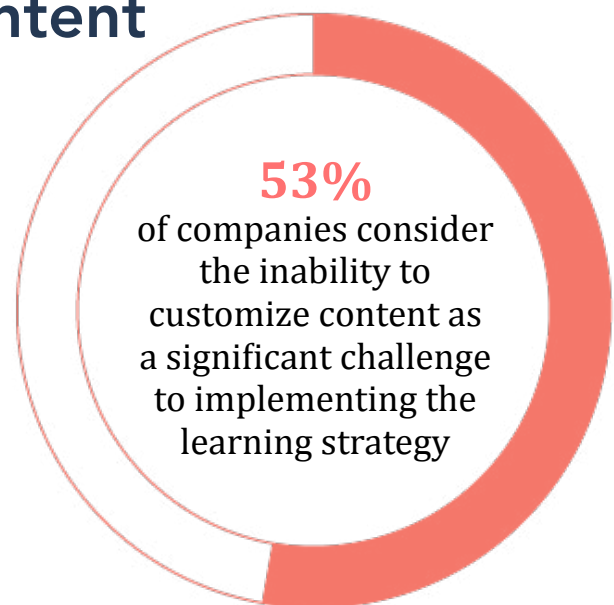 ntent
53%
of companies consider
the inability to
customize content as
a significant challenge
to implementing the
learning strategy